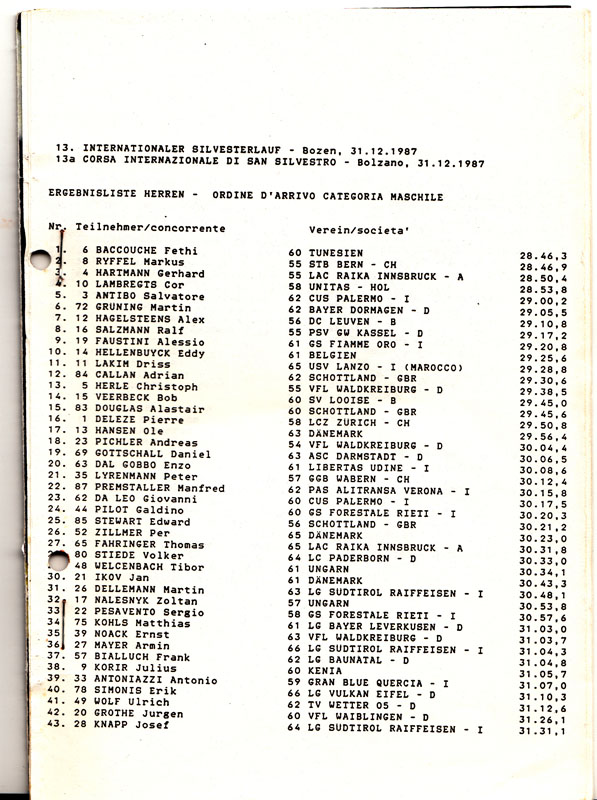 13. INTERNATIONALER SILVESTERLAUF - Bozen, 31.12.1987
13a CORSA INTERNAZIONALE DI SAN SILVESTRO - Bolzano, 31.12.1987
ERGEBNISLISTE HERREN - ORDINE D'ARRIVO CATEGORIA MASCHILE
Nr. Teilnehmer/concorrente Verein/societa'
1. 6 BACCOUCHE Fethi 60 TUNESIEN 28.46,3
2. 8 RYFFEL Markus 55 STB BERN - CH 28.46,9
3. 4 HARTMANN Gerhard 55 LAC RAIKA INNSBRUCK - A 28.50,4
4. 10 LAMBREGTS Cor 58 UNITAS - HOL 28.53,8
5. 3 ANTIBO Salvatore 62 CUS PALERMO - I 29.00,2
6. 72 GRÜNING Martin 62 BAYER DORMAGEN - D 29.05,5
7. 12 HAGELSTEENS Alex 56 DC LEUVEN - B 29.10,8
8. 16 SALZMANN Ralf 55 PSV GW KASSEL - D 29.17,2
9. 19 FAUSTINI Alessio 61 GS FIAMME ORO - I 29.20,8
10. 14 HELLENBUYCK Eddy 61 BELGIEN 29.25,6
11. 11 LAKIM Driss 65 USV LANZO - I (MAROCCO) 29.28,8
12. 84 CALLAN Adrian 62 SCHOTTLAND - GBR 29.30,6
13. 5 HERLE Christoph 55 VFL WALDKREIBURG - D 29.38,5
14. 15 VEERBECK Bob 60 SV LOOISE - B 29.45,0
15. 83 DOUGLAS Alastair 60 SCHOTTLAND - GBR 29.45,6
16. 1 DELEZE Pierre 58 LCZ ZÜRICH - CH 29.50,8
17. 13 HANSEN Ole 63 DÄNEMARK 29.56,4
18. 23 PICHLER Andreas 54 VFL WALDKREIBURG - D 30.04,4
19. 69 GOTTSCHALL Daniel 63 ASC DARMSTADT - D 30.06,5
20. 63 DAL GOBBO Enzo 61 LIBERTAS UDINE - I 30.08,6
21. 35 LYRENMANN Peter 57 GGB WABERN - CH 30.12,4
22. 87 PREMSTALLER Manfred 62 PAS ALITRANSA VERONA - I 30.15,8
23. 62 DA LEO Giovanni 60 CUS PALERMO - I 30.17,5
24. 44 PILOT Galdino 60 GS FORESTALE RIETI - I 30.20,3
25. 85 STEWART Edward 56 SCHOTTLAND - GBR 30.21,2
26. 52 ZILLMER Per 65 DÄNEMARK 30.23,0
27. 65 FAHRINGER Thomas 65 LAC RAIKA INNSBRUCK - A 30.31,8
80 STIEDE Volker 64 LC PADERBORN - D 30.33,0
48 WELCENBACH Tibor 61 UNGARN 30.34,1
30. 21 IKOV Jan 61 DÄNEMARK 30.43,3
31. 26 DELLEMANN Martin 63 LG SÜDTIROL RAIFFEISEN - I 30.48,1
32. 17 NALESNYK Zoltan 57 UNGARN 30.53,8
33 22 PESAVENTO Sergio 58 GS FORESTALE RIETI - I 30.57,6
34 75 KOHLS Matthias 61 LG BAYER LEVERKUSEN - D 31.03,0
35 39 NOACK Ernst 63 VFL WALDKREIBURG - D 31.03,7
36. 27 MAYER Armin 66 LG SÜDTIROL RAIFFEISEN - I 31.04,3
37. 57 BIALLUCH Frank 62 LG BAUNATAL - D 31.04,8
38. 9 KORIR Julius 60 KENIA 31.05,7
39. 33 ANTONIAZZI Antonio 59 GRAN BLUE QUERCIA - I 31.07,0
40. 78 SIMONIS Erik 66 LG VULKAN EIFEL - D 31.10,3
41. 49 WOLF Ulrich 62 TV WETTER 05 - D 31.12,6
42. 20 GROTHE Jürgen 60 VFL WAIBLINGEN - D 31.26,1
43. 28 KNAPP Josef 64 LG SÜDTIROL RAIFFEISEN - I 31.31,1